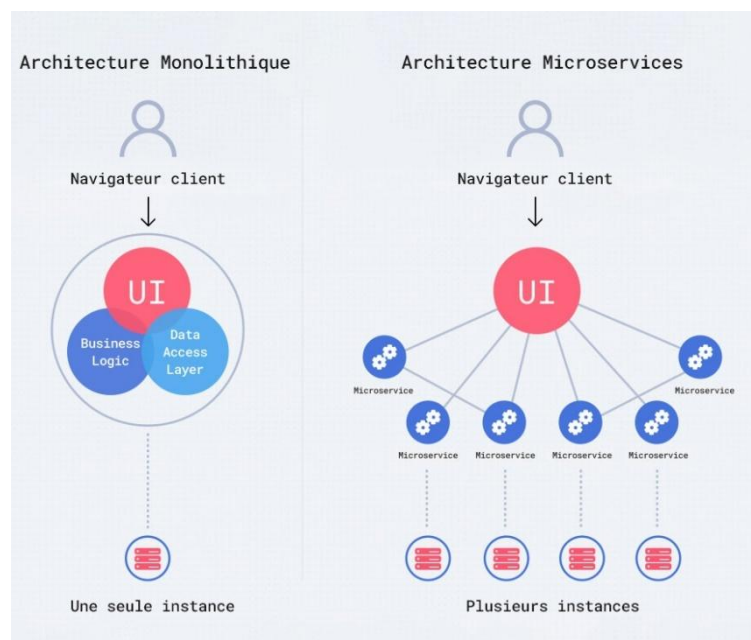 Architecture Monolithique
Navigateur client
UI
Business
Logic
Data
Access
Layer
Une seule instance
Architecture Microservices
Navigateur client
UI
Microservice
Microservice
Microservice
Microservice
Microservice
Microservice
Plusieurs instances